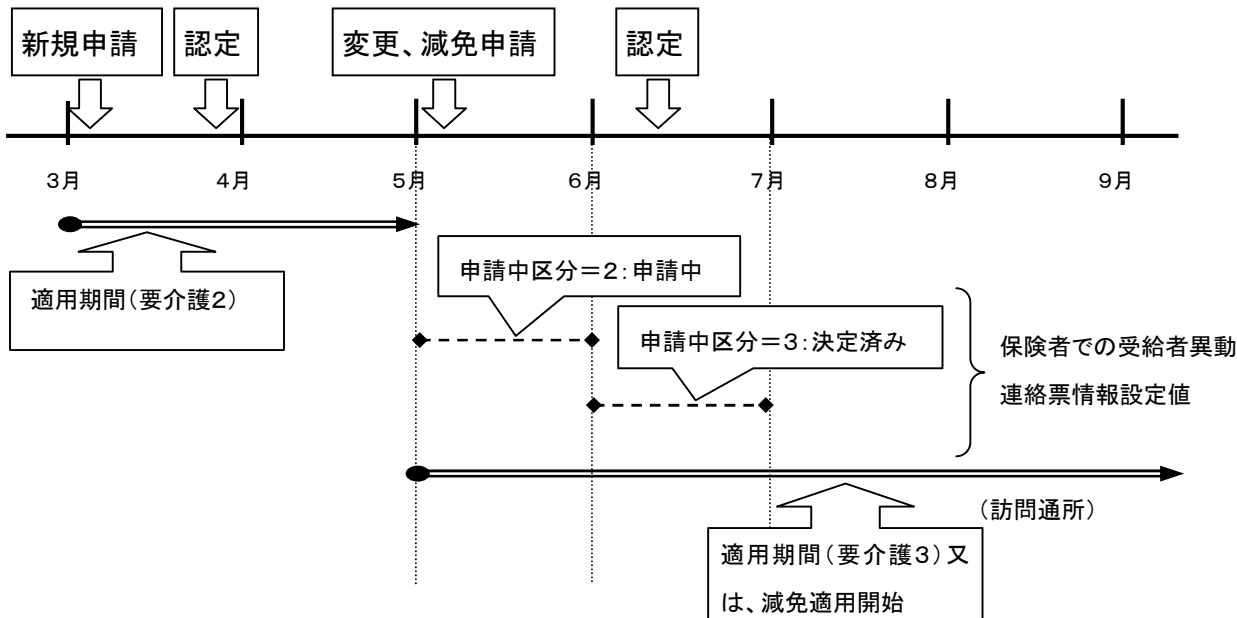 新規申請
認定
変更、減免申請
認定
3月
4月
5月
6月
7月
8月
9月
適用期間(要介護2)
申請中区分=2:申請中
申請中区分=3:決定済み
保険者での受給者異動
連絡票情報設定値
(訪問通所)
適用期間(要介護3)又
は、減免適用開始